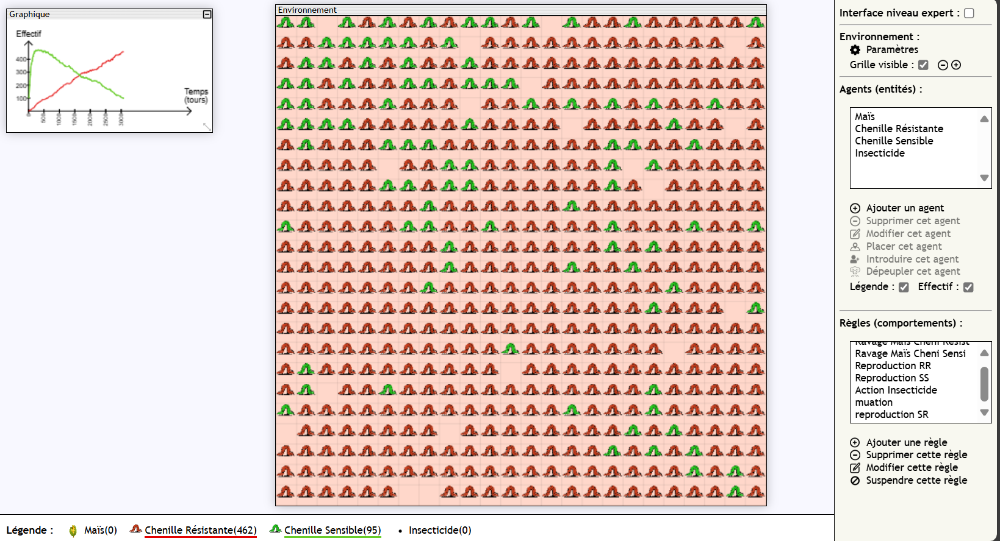 Graphique
Effectif
400
300
200
100
Temps
(tours)
0
500
1000
1500
2000
2500
3000
Environnement
Interface niveau expert :
Environnement :
Paramètres
Grille visible :
Agents (entités) :
Maïs
Chenille Résistante
Chenille Sensible
Insecticide
Ajouter un agent
Supprimer cet agent
Modifier cet agent
Placer cet agent
Introduire cet agent
Dépeupler cet agent
Légende : Effectif :
Règles (comportements) :
Ravage Maïs Cheni Résist
Ravage Maïs Cheni Sensi
Reproduction RR
Reproduction SS
Action Insecticide
muation
reproduction SR
Ajouter une règle
Supprimer cette règle
Modifier cette règle
Suspendre cette règle
Légende : Maïs(0) Chenille Résistante(462) Chenille Sensible(95) Insecticide(0)